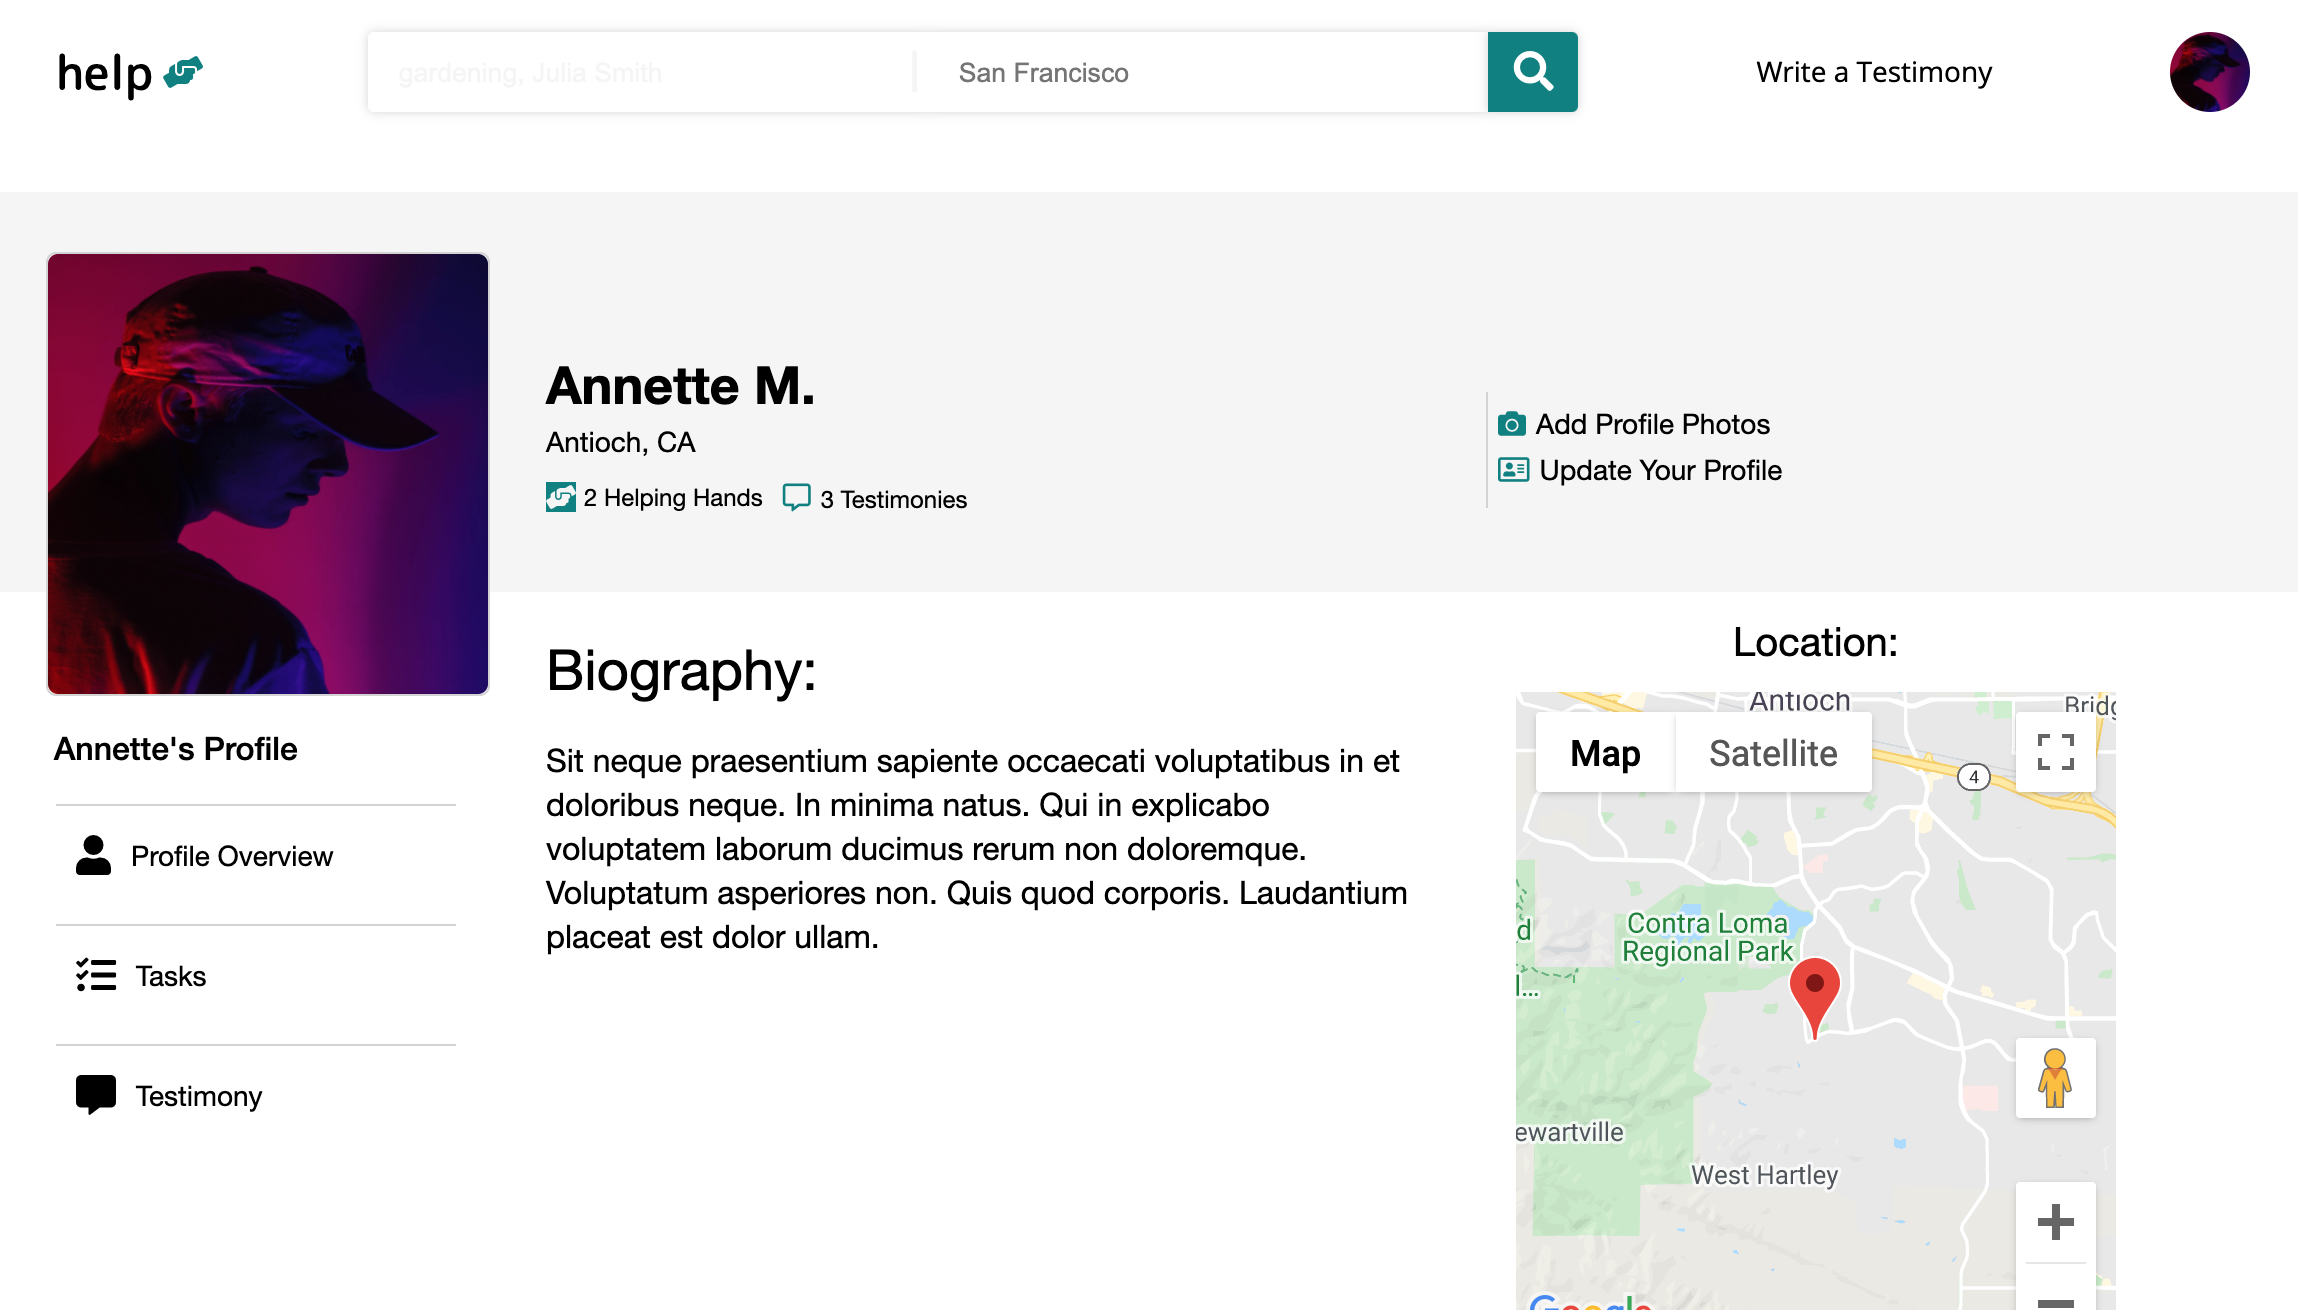 help
gardening, Julia Smith
San Francisco
Write a Testimony
Annette M.
Antioch, CA
2 Helping Hands
3 Testimonies
Add Profile Photos
Update Your Profile
Annette's Profile
Profile Overview
Tasks
Testimony
Biography:
Sit neque praesentium sapiente occaecati voluptatibus in et
doloribus neque. In minima natus. Qui in explicabo
voluptatem laborum ducimus rerum non doloremque.
Voluptatum asperiores non. Quis quod corporis. Laudantium
placeat est dolor ullam.
Location:
Antioch
Map
Satellite
4
Contra Loma
Regional Park
ewartville
West Hartley
Google